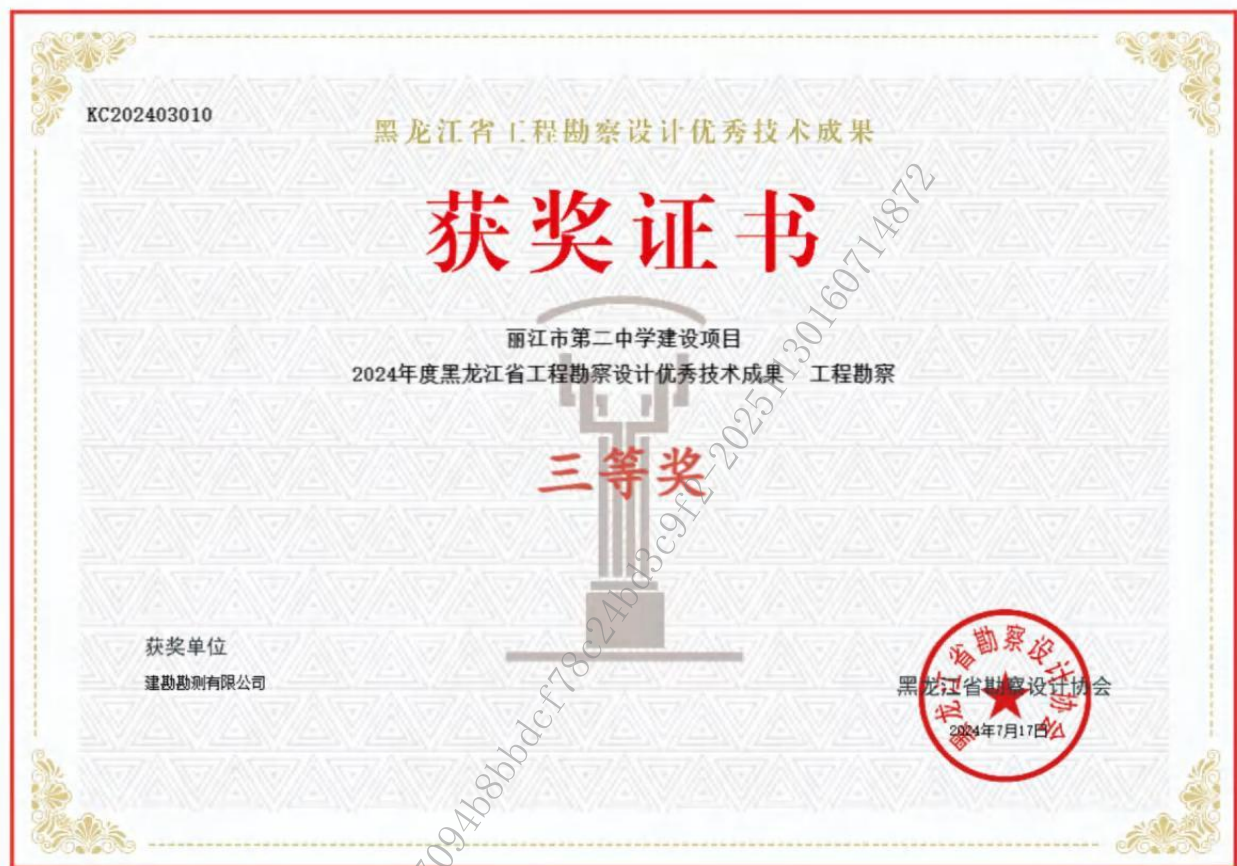 KC202403010
黑龙江省工程勘察设计优秀技术成果
获奖证书
丽江市第二中学建设项目
2024年度黑龙江省工程勘察设计优秀技术成果 工程勘察
三等奖
获奖单位
建勘勘测有限公司
黑龙江省勘察设计协会
2024年7月17日
黑龙江省勘察设计协会
7094b8bbdcf78c24bd3c9f2-20251130160714872